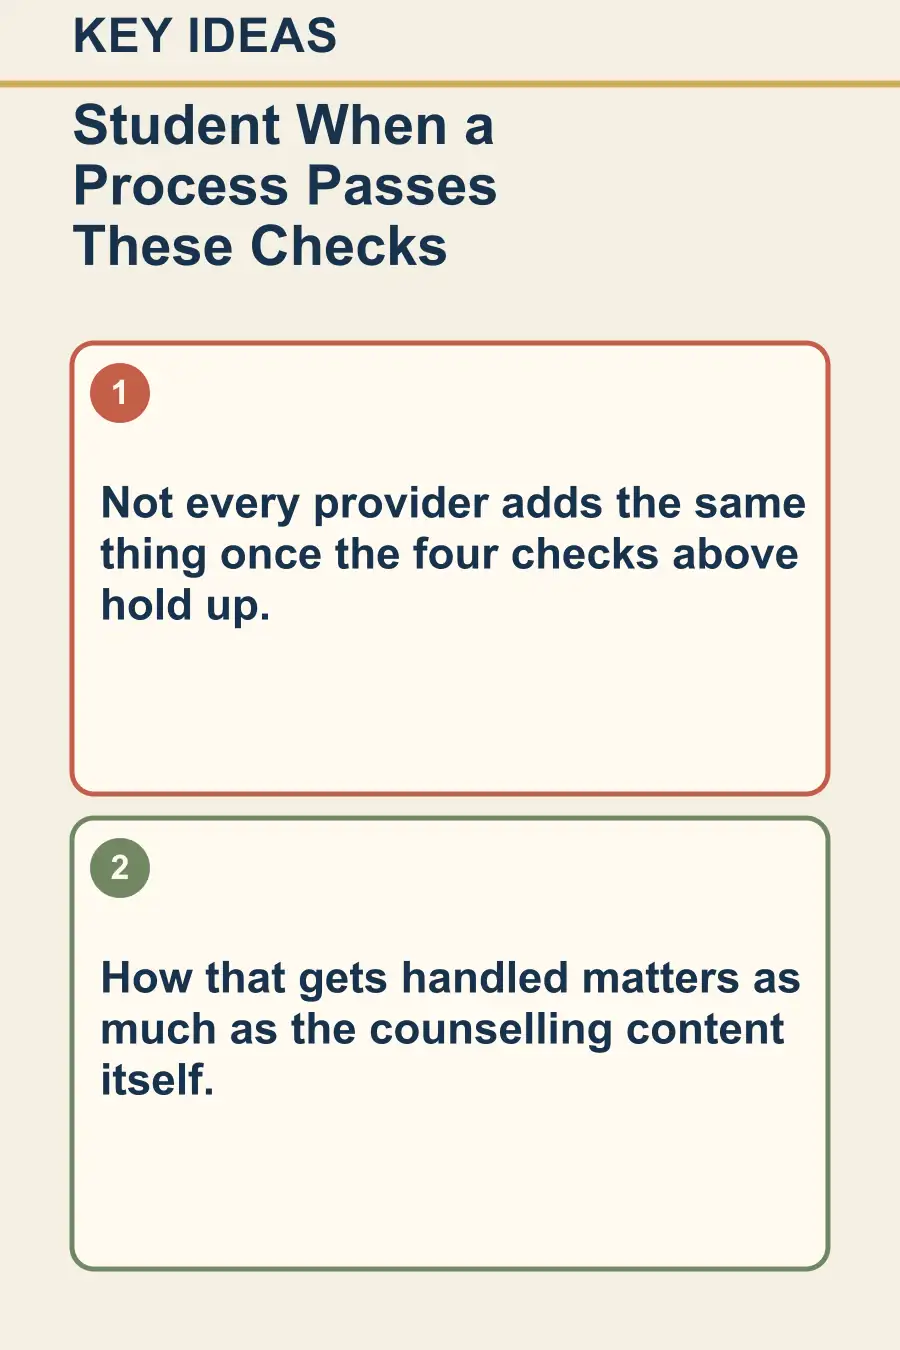 KEY IDEAS
Student When a
Process Passes
These Checks
1
Not every provider adds the same
thing once the four checks above
hold up.
2
How that gets handled matters as
much as the counselling content
itself.